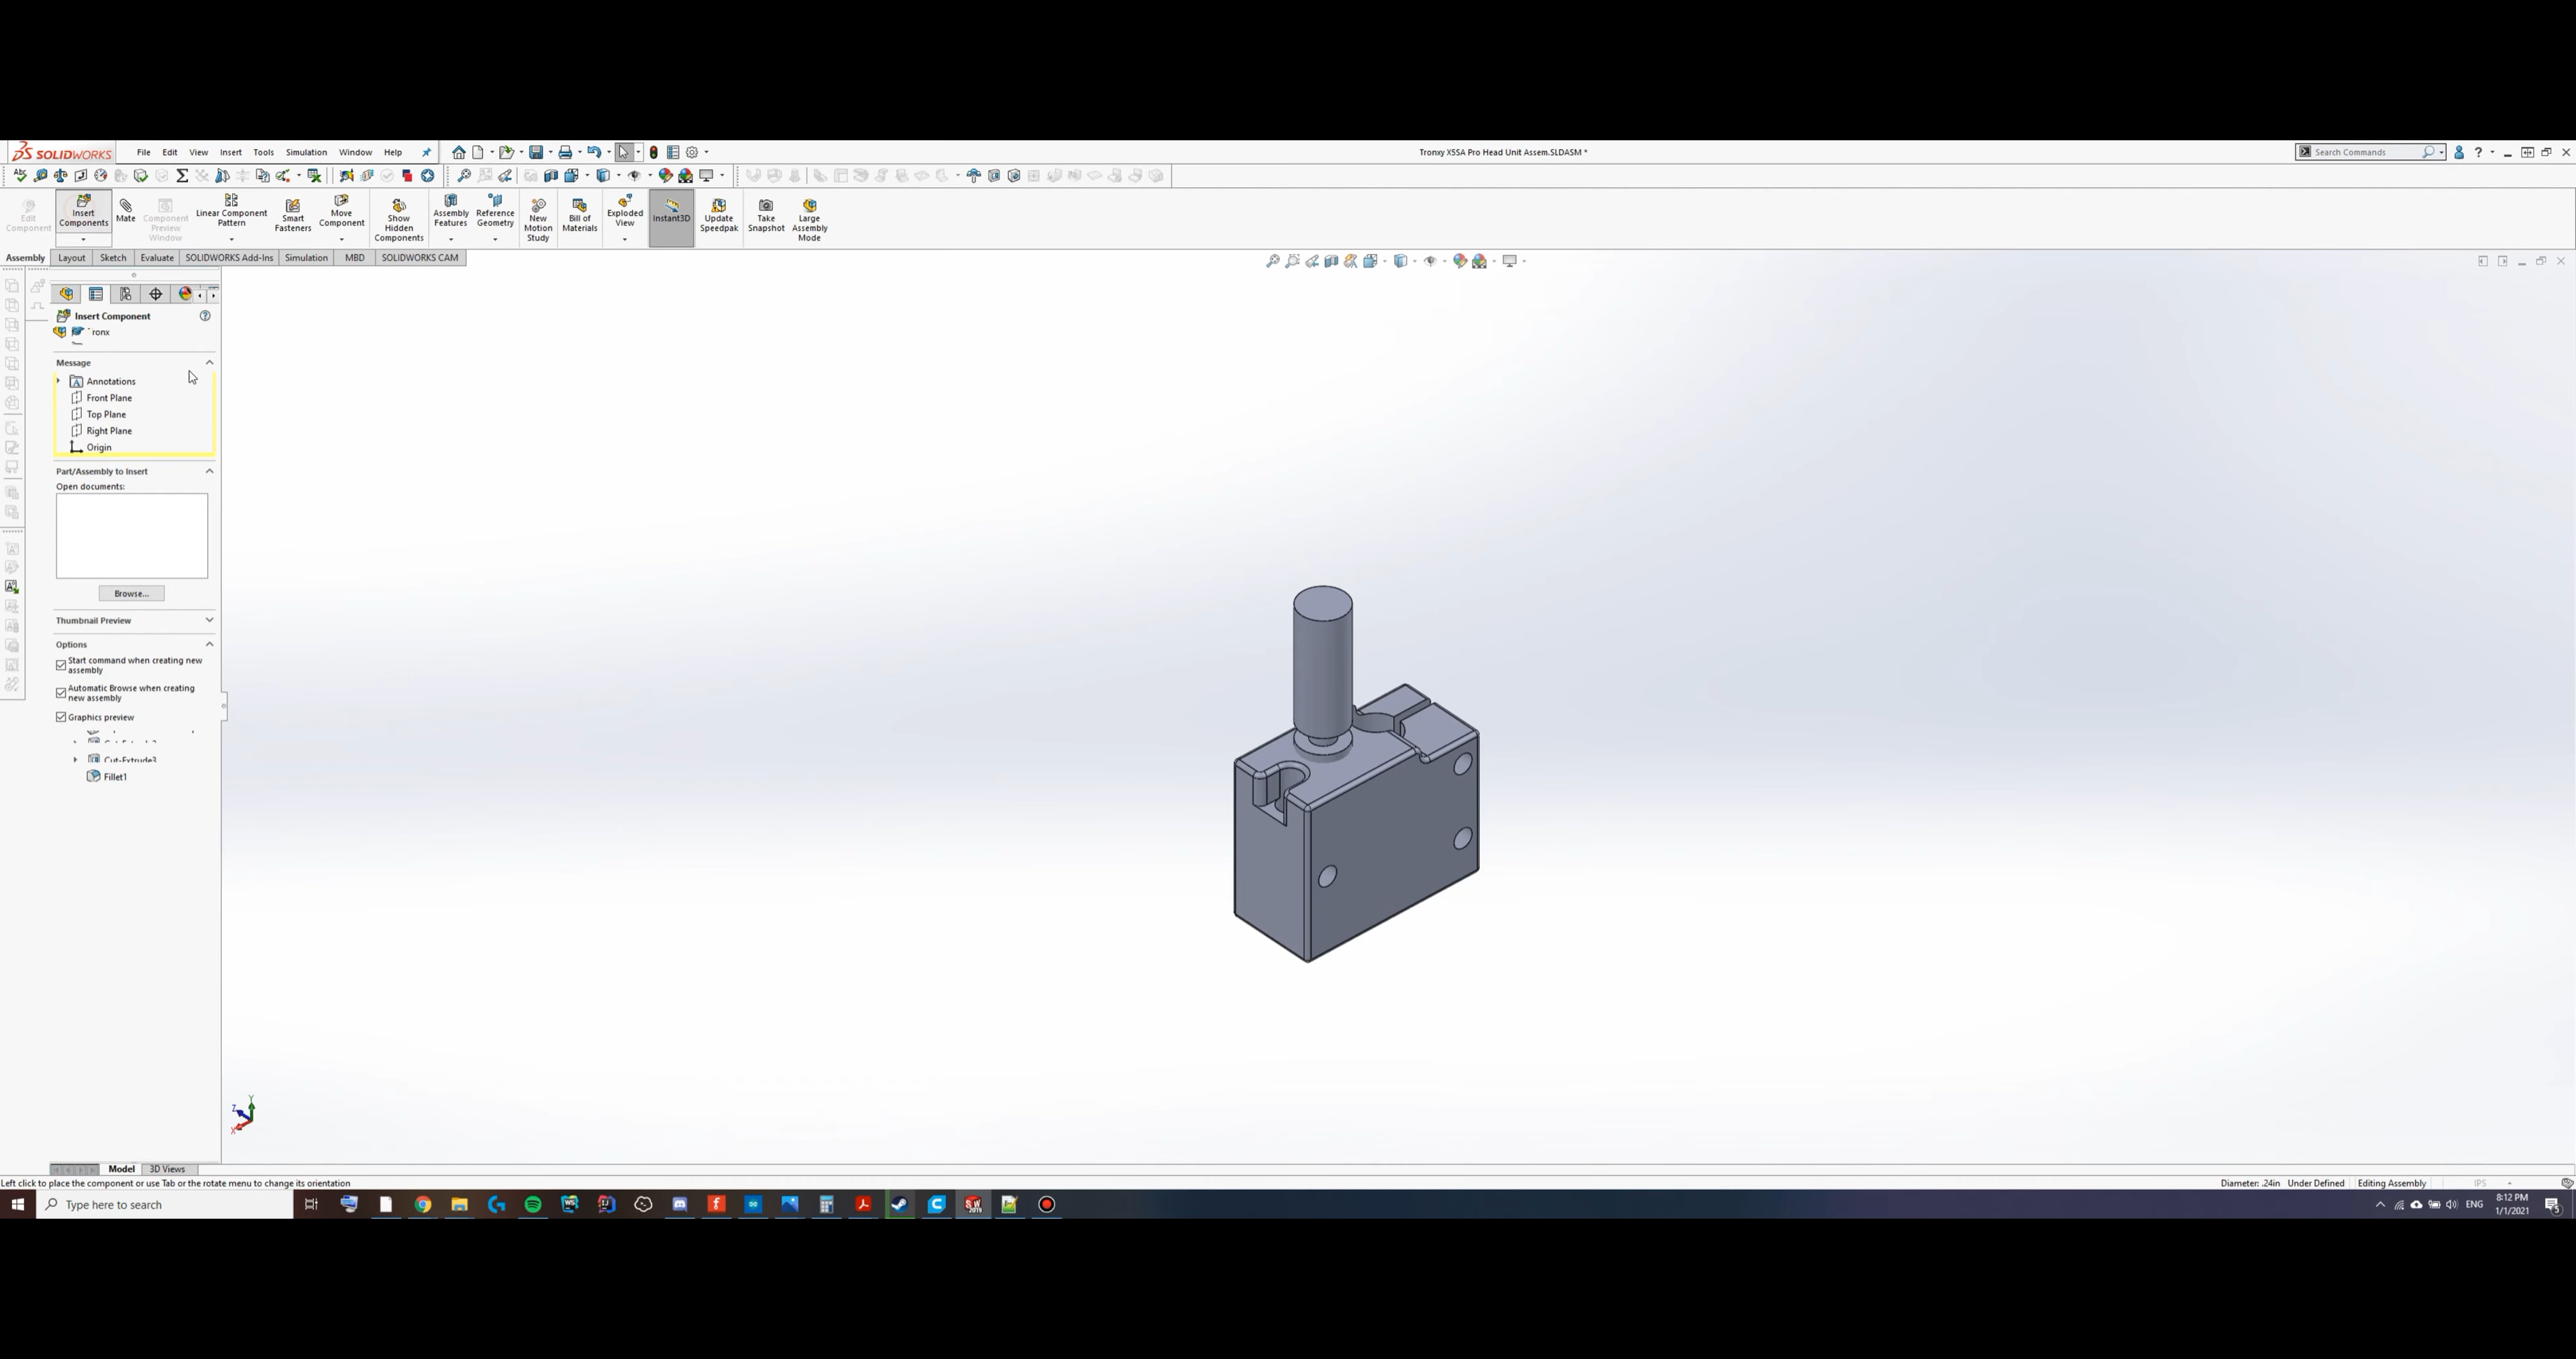 SOLIDWORKS File Edit View Insert Tools Simulation Window Help Tronxy X5SA Pro Head Unit Assem.SLDASM * Search Commands
Edit Component
Insert Components
Mate
Component Preview Window
Linear Component Pattern
Smart Fasteners
Move Component
Show Hidden Components
Assembly Features
Reference Geometry
New Motion Study
Bill of Materials
Exploded View
Instant3D
Update Speedpak
Take Snapshot
Large Assembly Mode
Assembly Layout Sketch Evaluate SOLIDWORKS Add-Ins Simulation MBD SOLIDWORKS CAM
Insert Component
ronx
Message
Annotations
Front Plane
Top Plane
Right Plane
Origin
Part/Assembly to Insert
Open documents:
Browse...
Thumbnail Preview
Options
Start command when creating new
assembly
Automatic Browse when creating
new assembly
Graphics preview
Cut-Extrude3
Fillet1
Y
Z
X
Model 3D Views
Left click to place the component or use Tab or the rotate menu to change its orientation Diameter: .24in Under Defined Editing Assembly IPS
Type here to search ENG 8:12 PM
1/1/2021